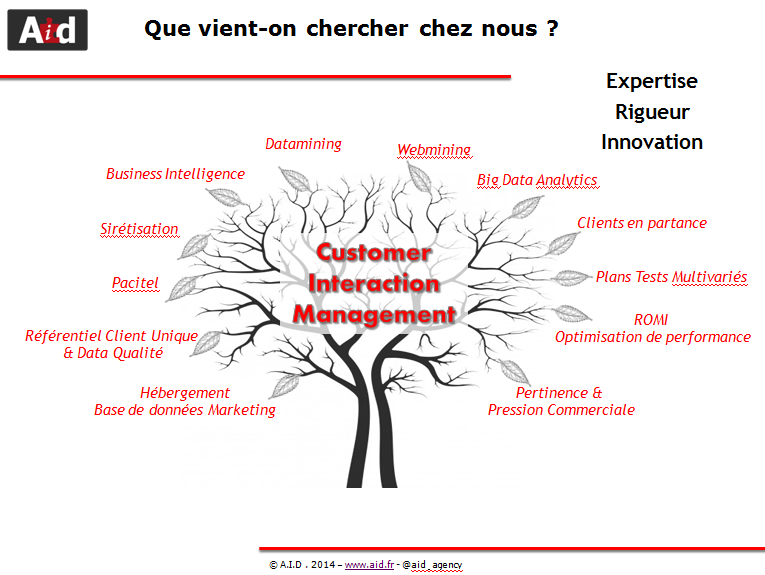 Aid
Que vient-on chercher chez nous ?
Expertise
Rigueur
Innovation
Datamining
Webmining
Business Intelligence
Big Data Analytics
Sirétisation
Clients en partance
Pacitel
Plans Tests Multivariés
Customer
Interaction
Management
Référentiel Client Unique
& Data Qualité
ROMI
Optimisation de performance
Hébergement
Base de données Marketing
Pertinence &
Pression Commerciale
© A.I.D . 2014 – www.aid.fr - @aid_agency